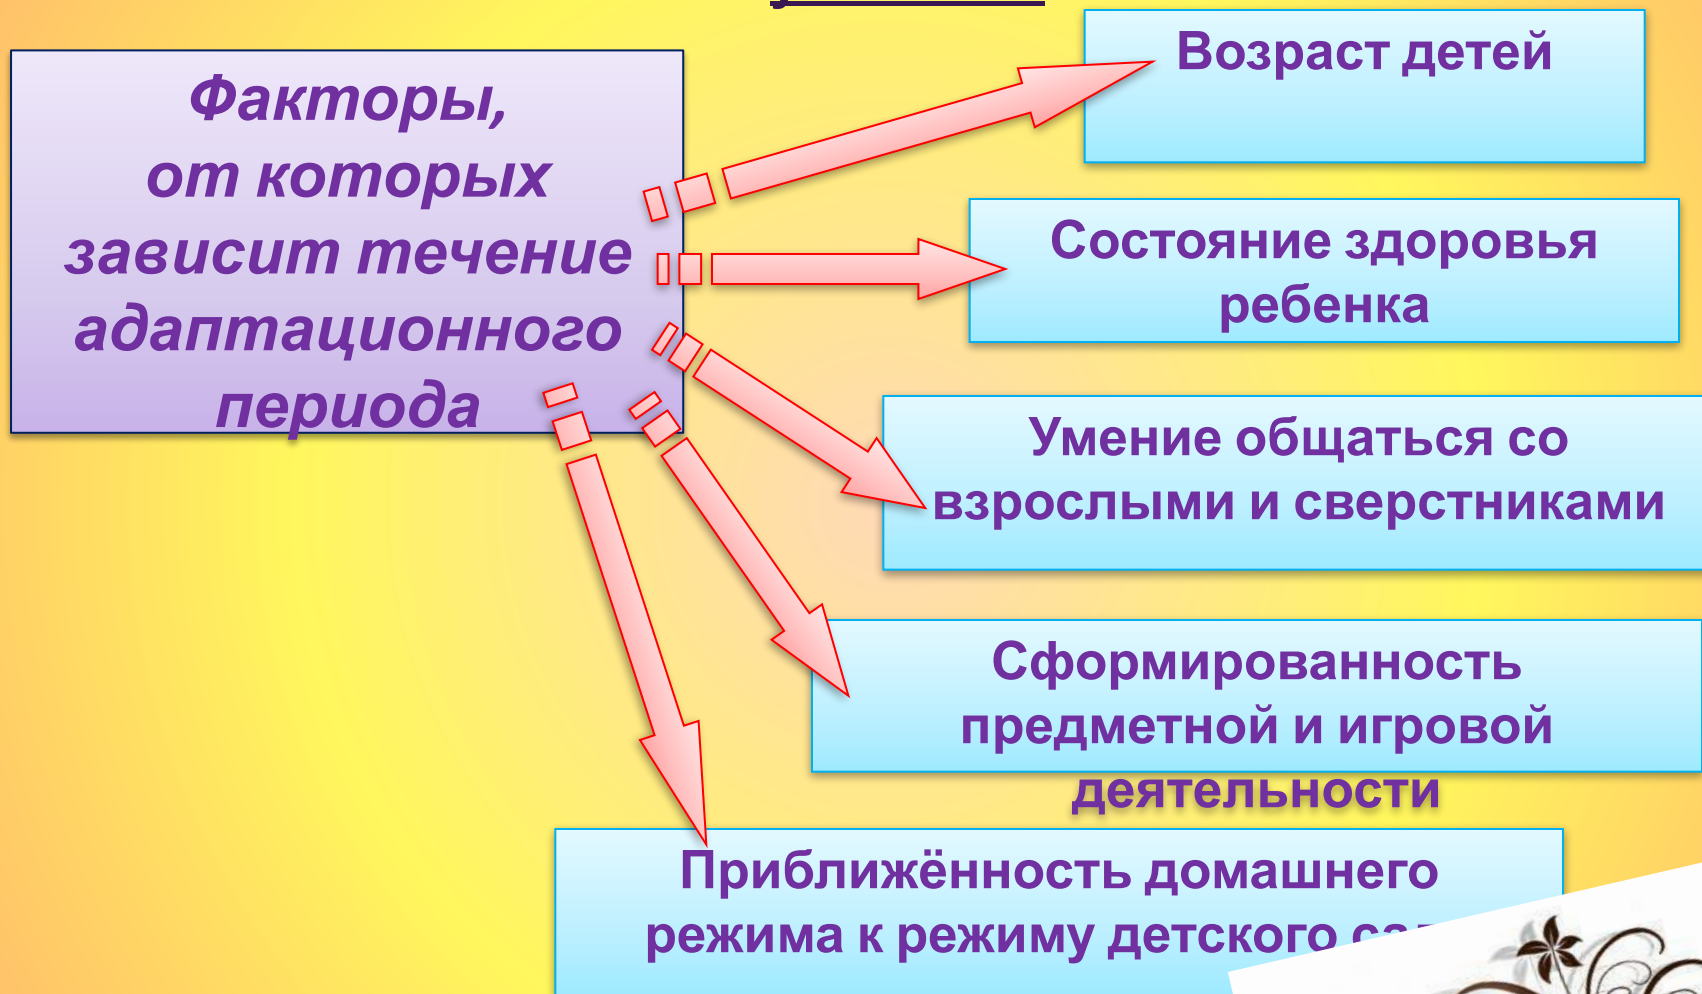 Факторы,
от которых
зависит течение
адаптационного
периода
Возраст детей
Состояние здоровья
ребенка
Умение общаться со
взрослыми и сверстниками
Сформированность
предметной и игровой
деятельности
Приближённость домашнего
режима к режиму детского